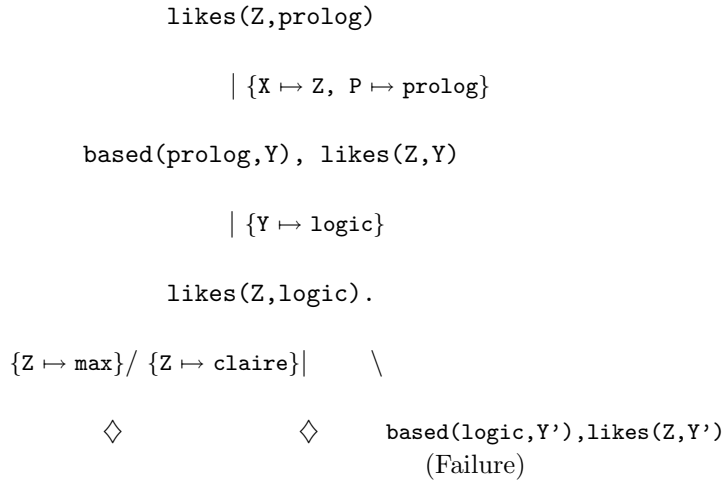 likes(Z,prolog)
| {X ↦ Z, P ↦ prolog}
based(prolog,Y), likes(Z,Y)
| {Y ↦ logic}
likes(Z,logic).
{Z ↦ max}/ {Z ↦ claire}| \
♢ ♢ based(logic,Y'),likes(Z,Y')
(Failure)